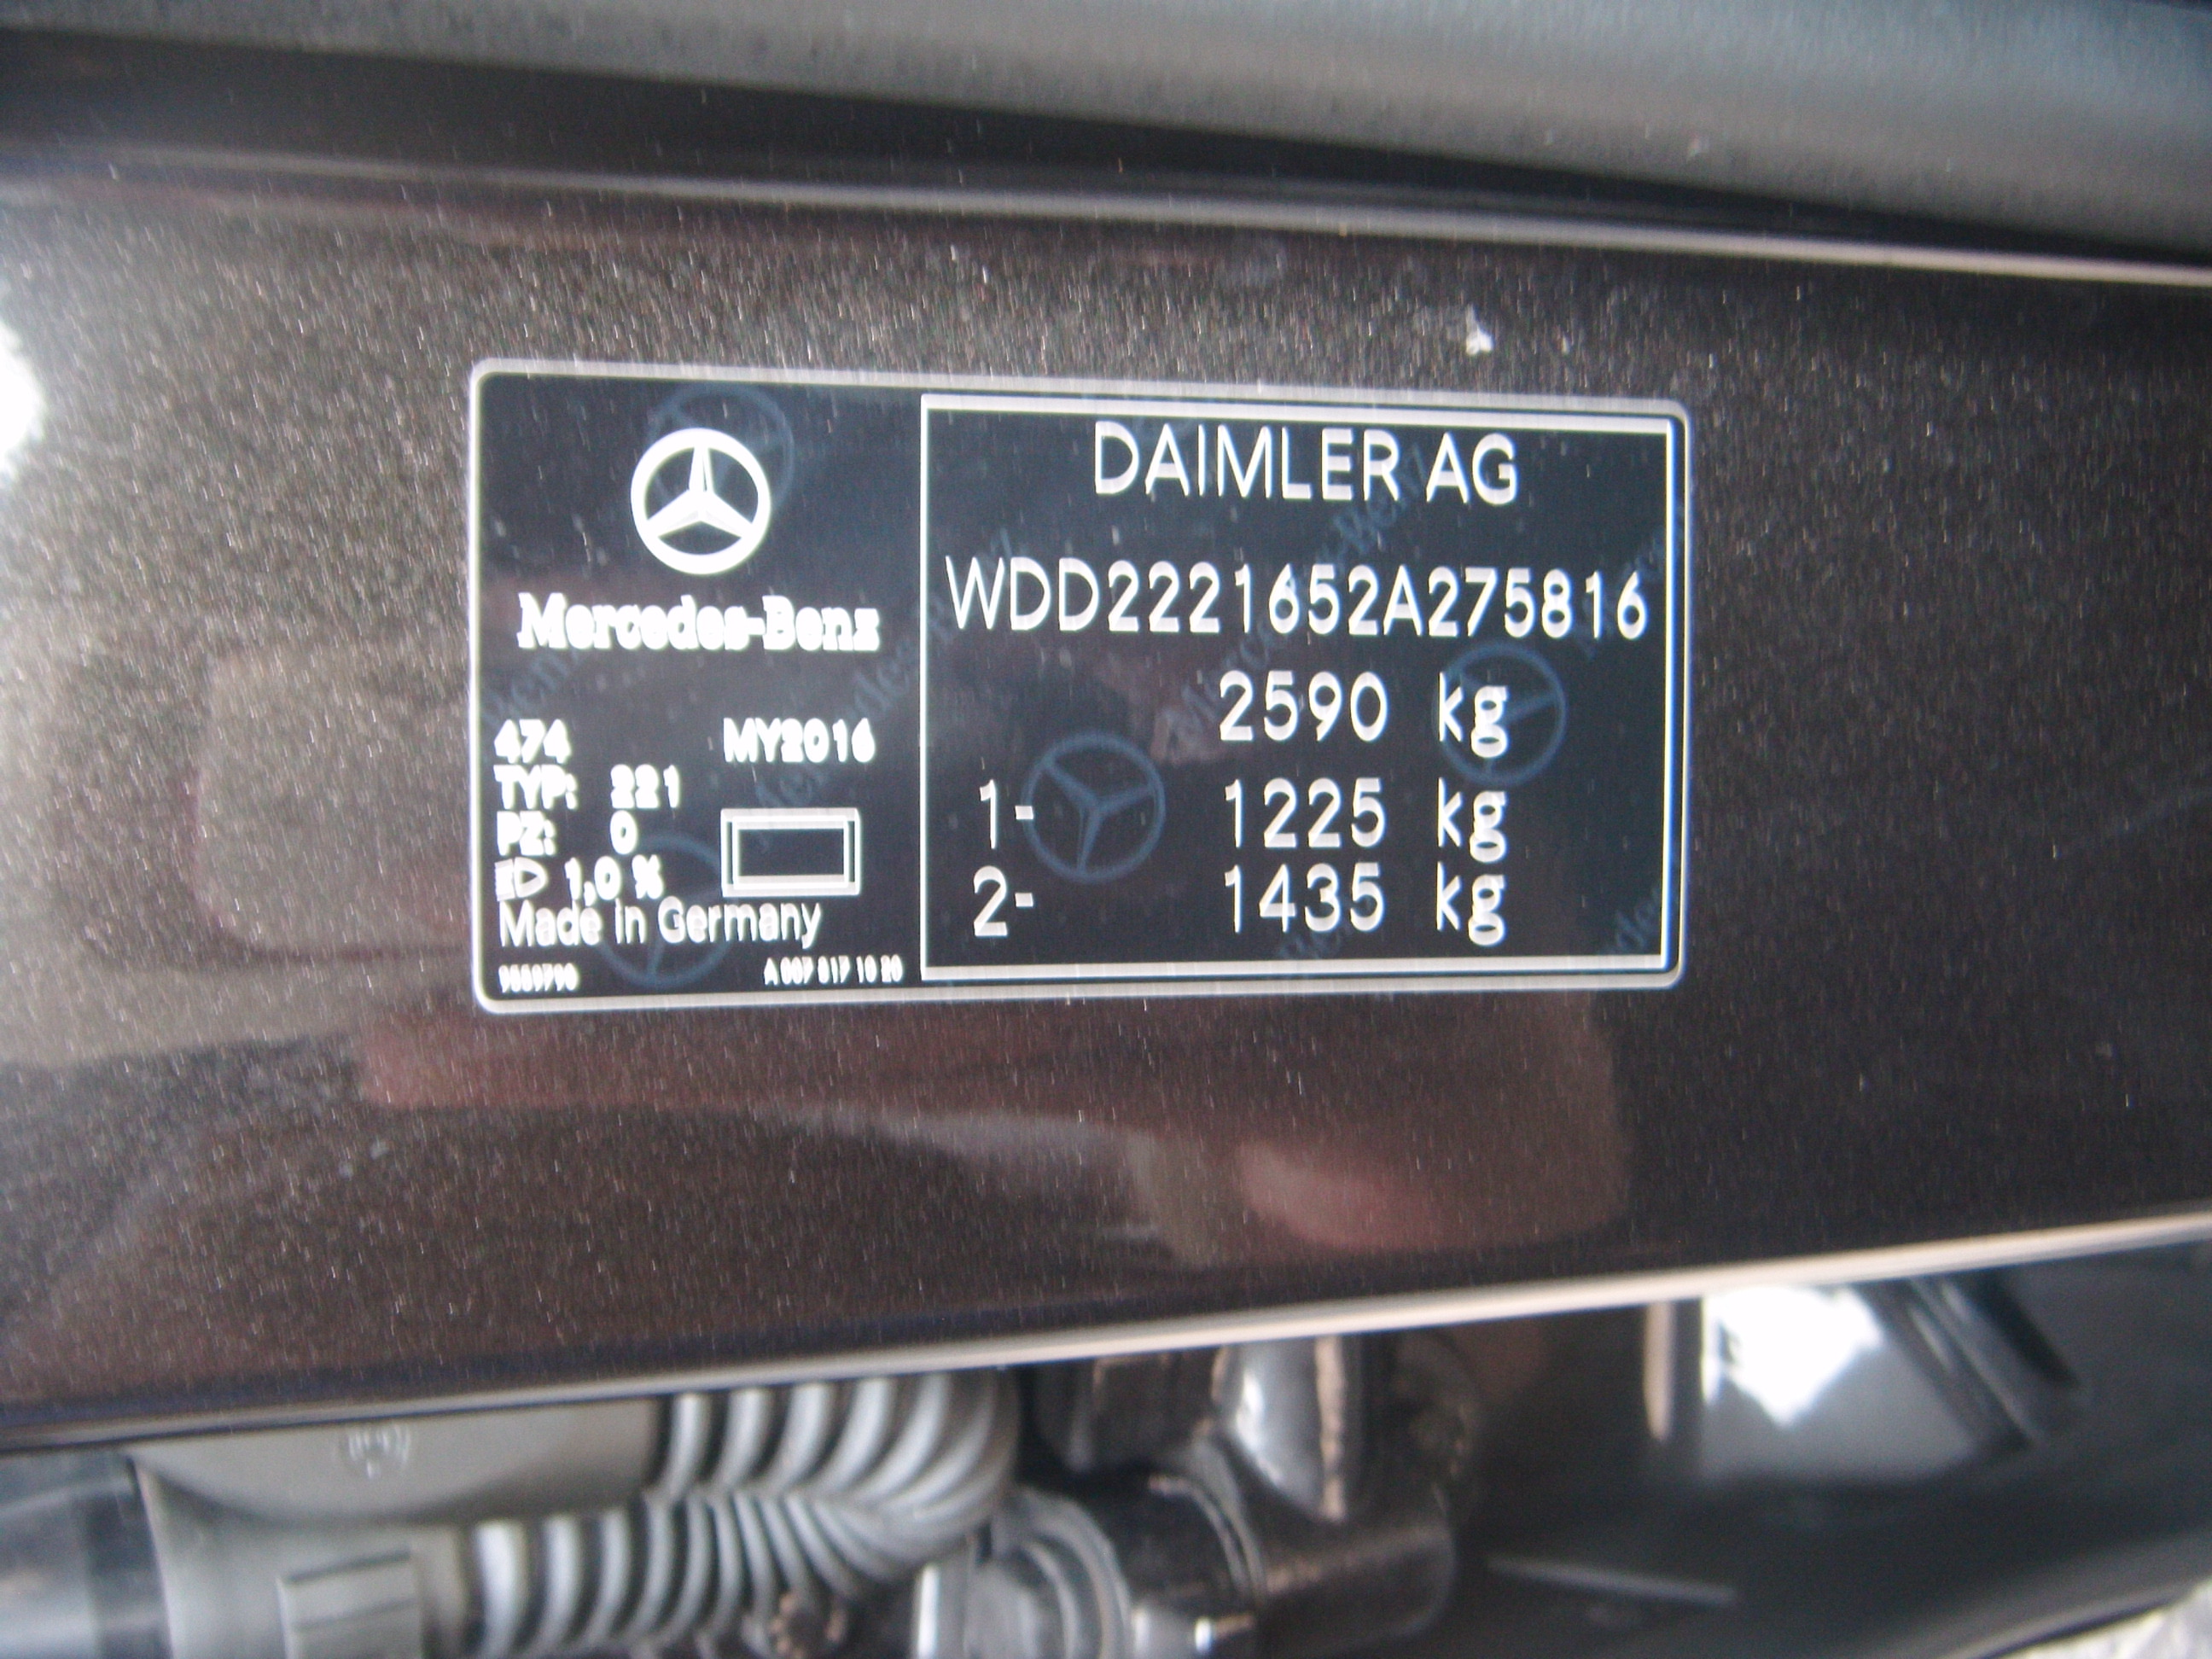 Mercedes-Benz
474 MY2016
TYP: 221
PZ: 0
1,0 %
Made in Germany
A 007 817 10 20
DAIMLER AG
WDD2221652A275816
2590 kg
1- 1225 kg
2- 1435 kg